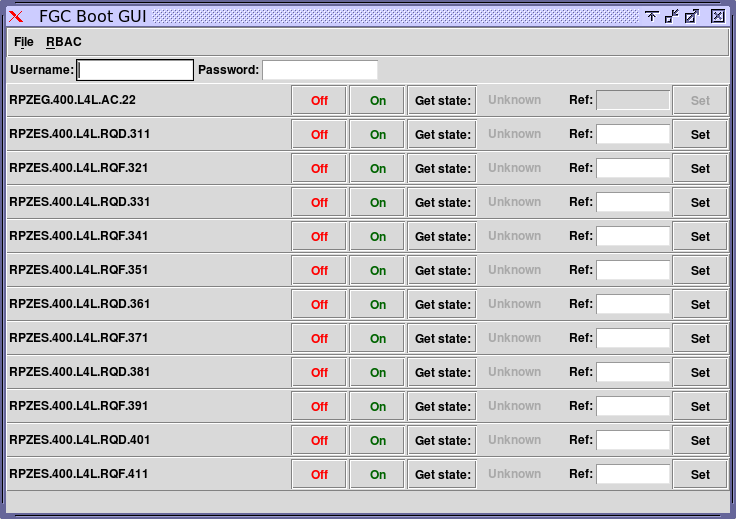 FGC Boot GUI
File RBAC
Username: Password:
RPZEG.400.L4L.AC.22 Off On Get state: Unknown Ref: Set
RPZES.400.L4L.RQD.311 Off On Get state: Unknown Ref: Set
RPZES.400.L4L.RQF.321 Off On Get state: Unknown Ref: Set
RPZES.400.L4L.RQD.331 Off On Get state: Unknown Ref: Set
RPZES.400.L4L.RQF.341 Off On Get state: Unknown Ref: Set
RPZES.400.L4L.RQF.351 Off On Get state: Unknown Ref: Set
RPZES.400.L4L.RQD.361 Off On Get state: Unknown Ref: Set
RPZES.400.L4L.RQF.371 Off On Get state: Unknown Ref: Set
RPZES.400.L4L.RQD.381 Off On Get state: Unknown Ref: Set
RPZES.400.L4L.RQF.391 Off On Get state: Unknown Ref: Set
RPZES.400.L4L.RQD.401 Off On Get state: Unknown Ref: Set
RPZES.400.L4L.RQF.411 Off On Get state: Unknown Ref: Set